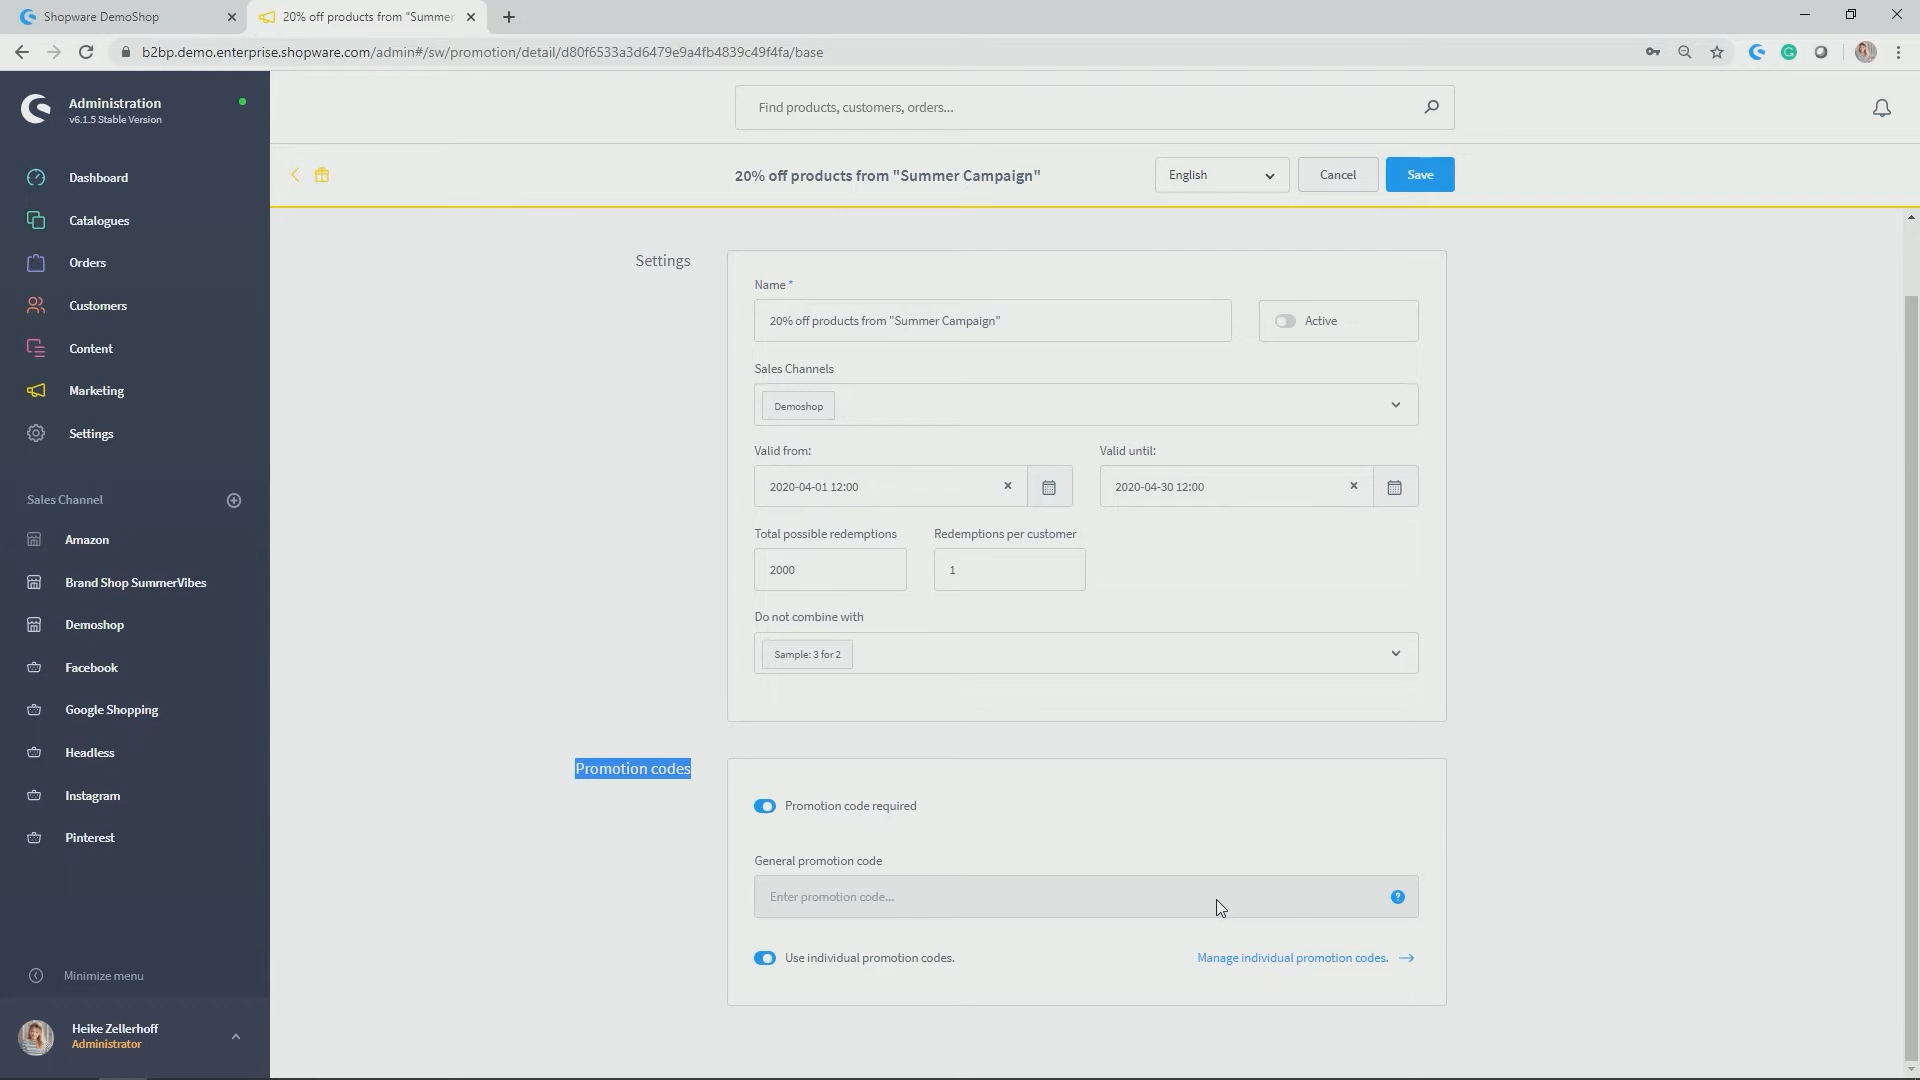 Shopware DemoShop
20% off products from "Summer
b2bp.demo.enterprise.shopware.com/admin#/sw/promotion/detail/d80f6533a3d6479e9a4fb4839c49f4fa/base
Administration
v6.1.5 Stable Version
Find products, customers, orders...
Dashboard
Catalogues
Orders
Customers
Content
Marketing
Settings
Sales Channel
Amazon
Brand Shop SummerVibes
Demoshop
Facebook
Google Shopping
Headless
Instagram
Pinterest
Minimize menu
Heike Zellerhoff
Administrator
20% off products from "Summer Campaign"
English
Cancel
Save
Settings
Name *
20% off products from "Summer Campaign"
Active
Sales Channels
Demoshop
Valid from:
Valid until:
2020-04-01 12:00
2020-04-30 12:00
Total possible redemptions
Redemptions per customer
2000
1
Do not combine with
Sample: 3 for 2
Promotion codes
Promotion code required
General promotion code
Enter promotion code...
?
Use individual promotion codes.
Manage individual promotion codes.